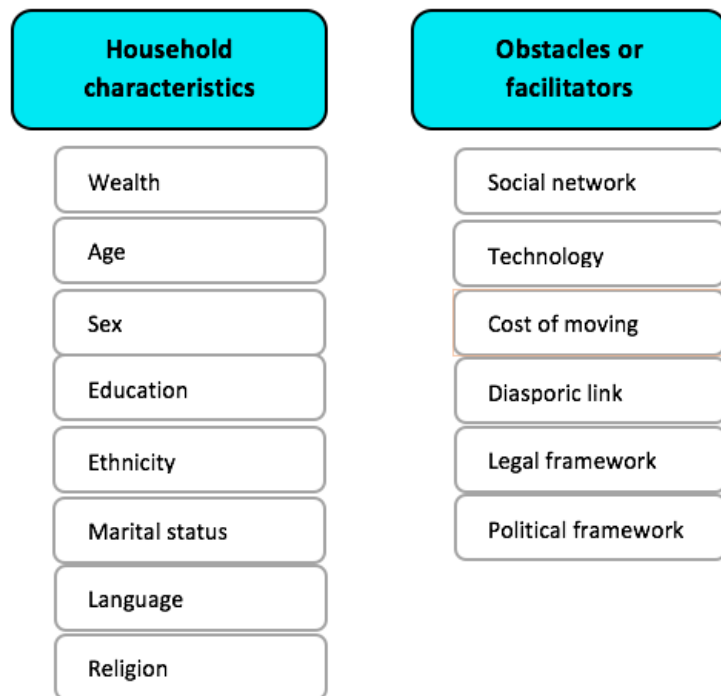 Household
characteristics
Wealth
Age
Sex
Education
Ethnicity
Marital status
Language
Religion
Obstacles or
facilitators
Social network
Technology
Cost of moving
Diasporic link
Legal framework
Political framework